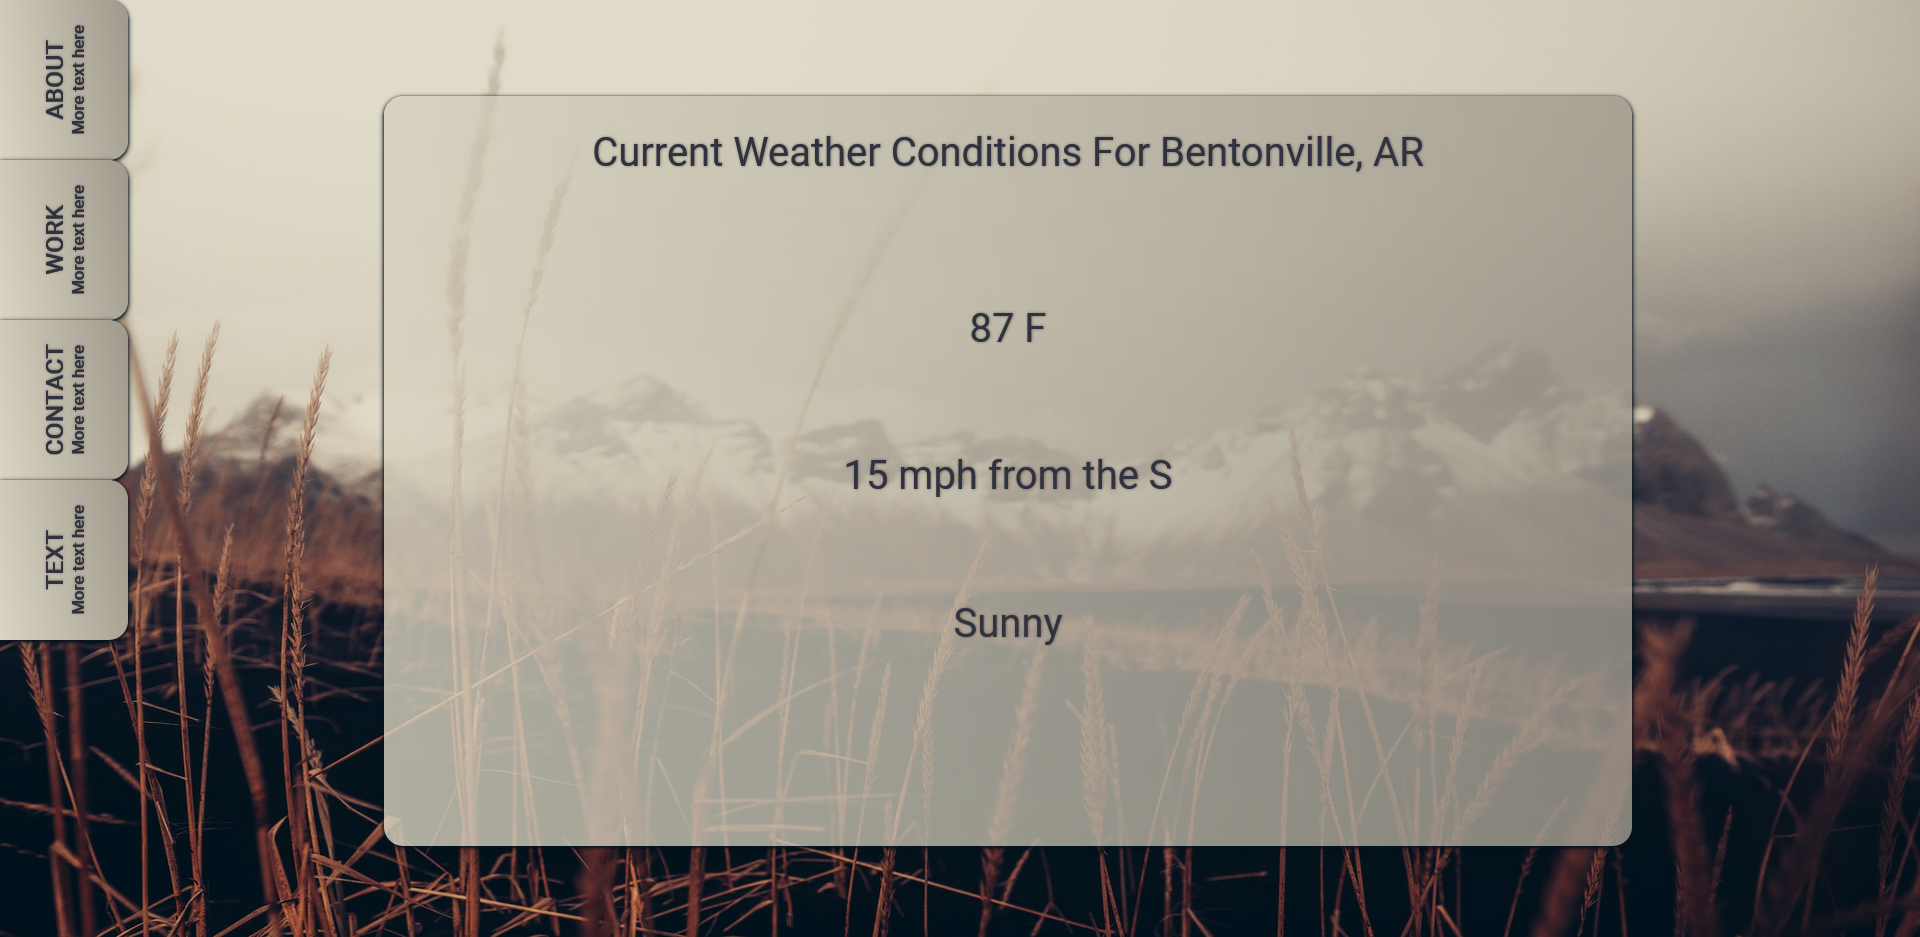 ABOUT
More text here
WORK
More text here
CONTACT
More text here
TEXT
More text here
Current Weather Conditions For Bentonville, AR
87 F
15 mph from the S
Sunny